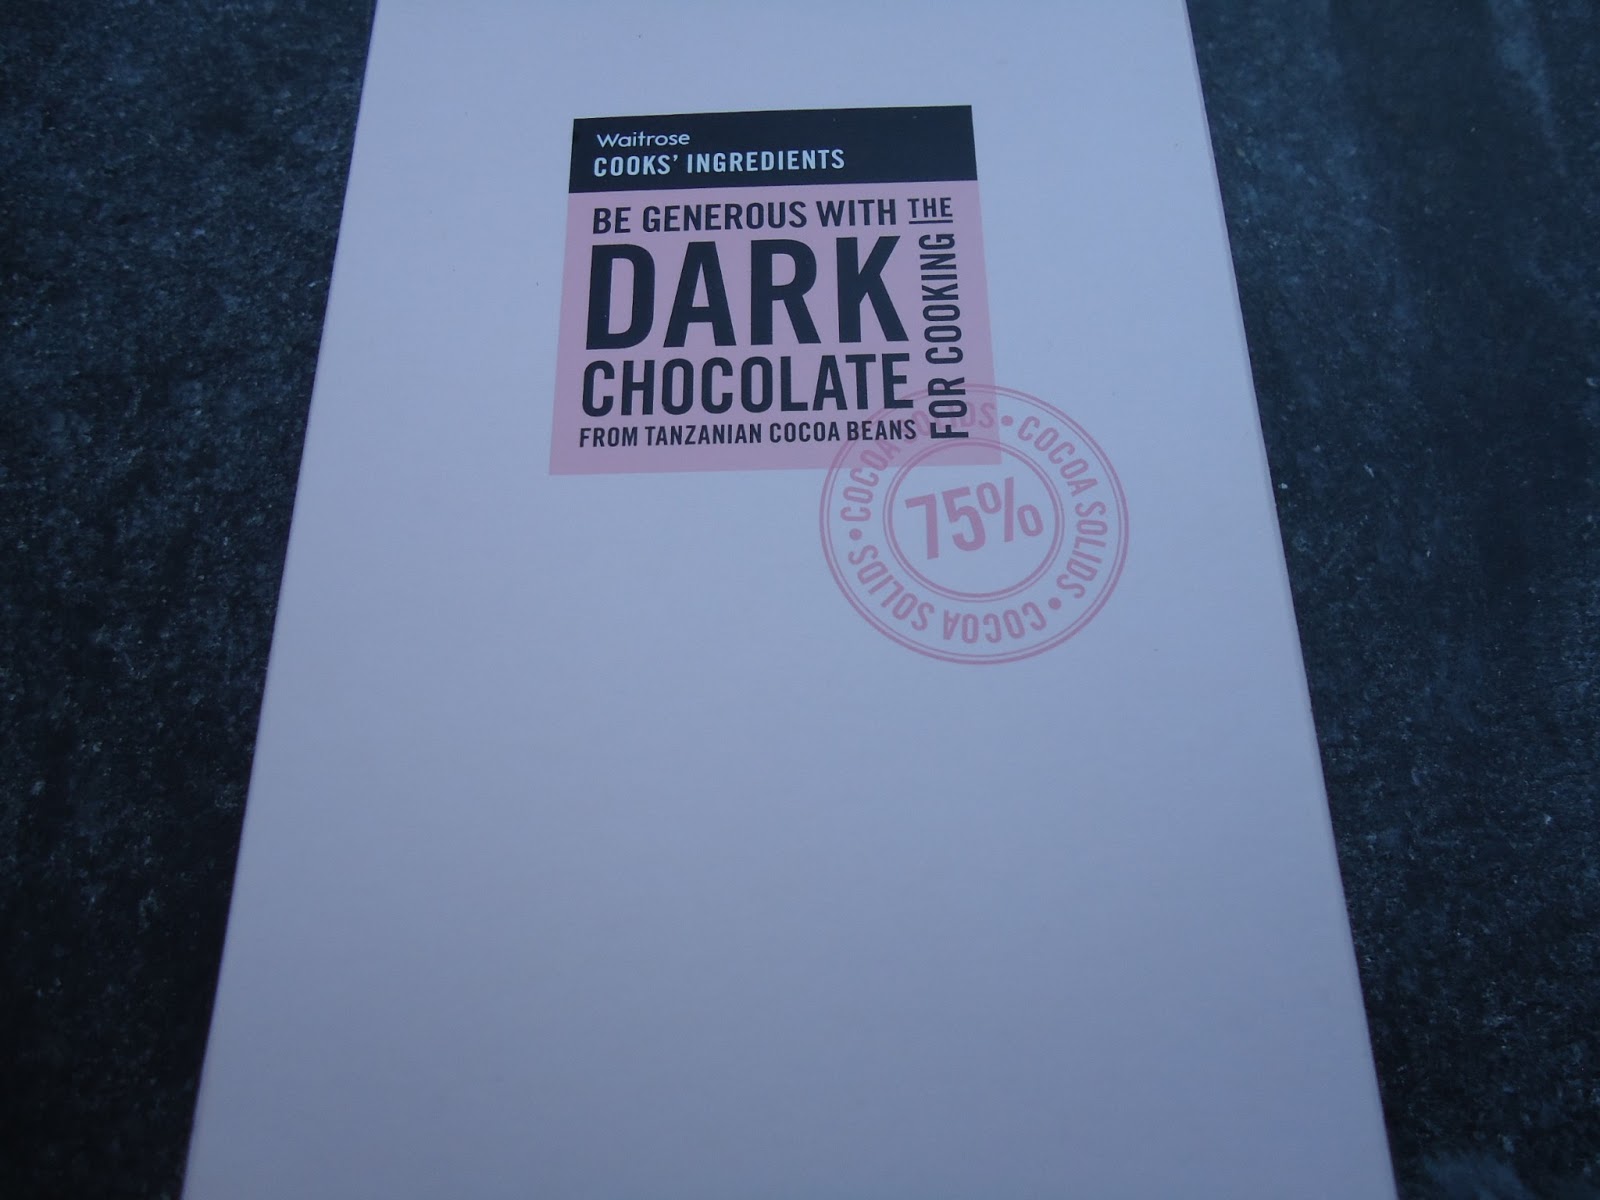 Waitrose
COOKS' INGREDIENTS
BE GENEROUS WITH THE
DARK
CHOCOLATE
FOR COOKING
FROM TANZANIAN COCOA BEANS
75%
COCOA SOLIDS • COCOA SOLIDS • COCOA SOLIDS •